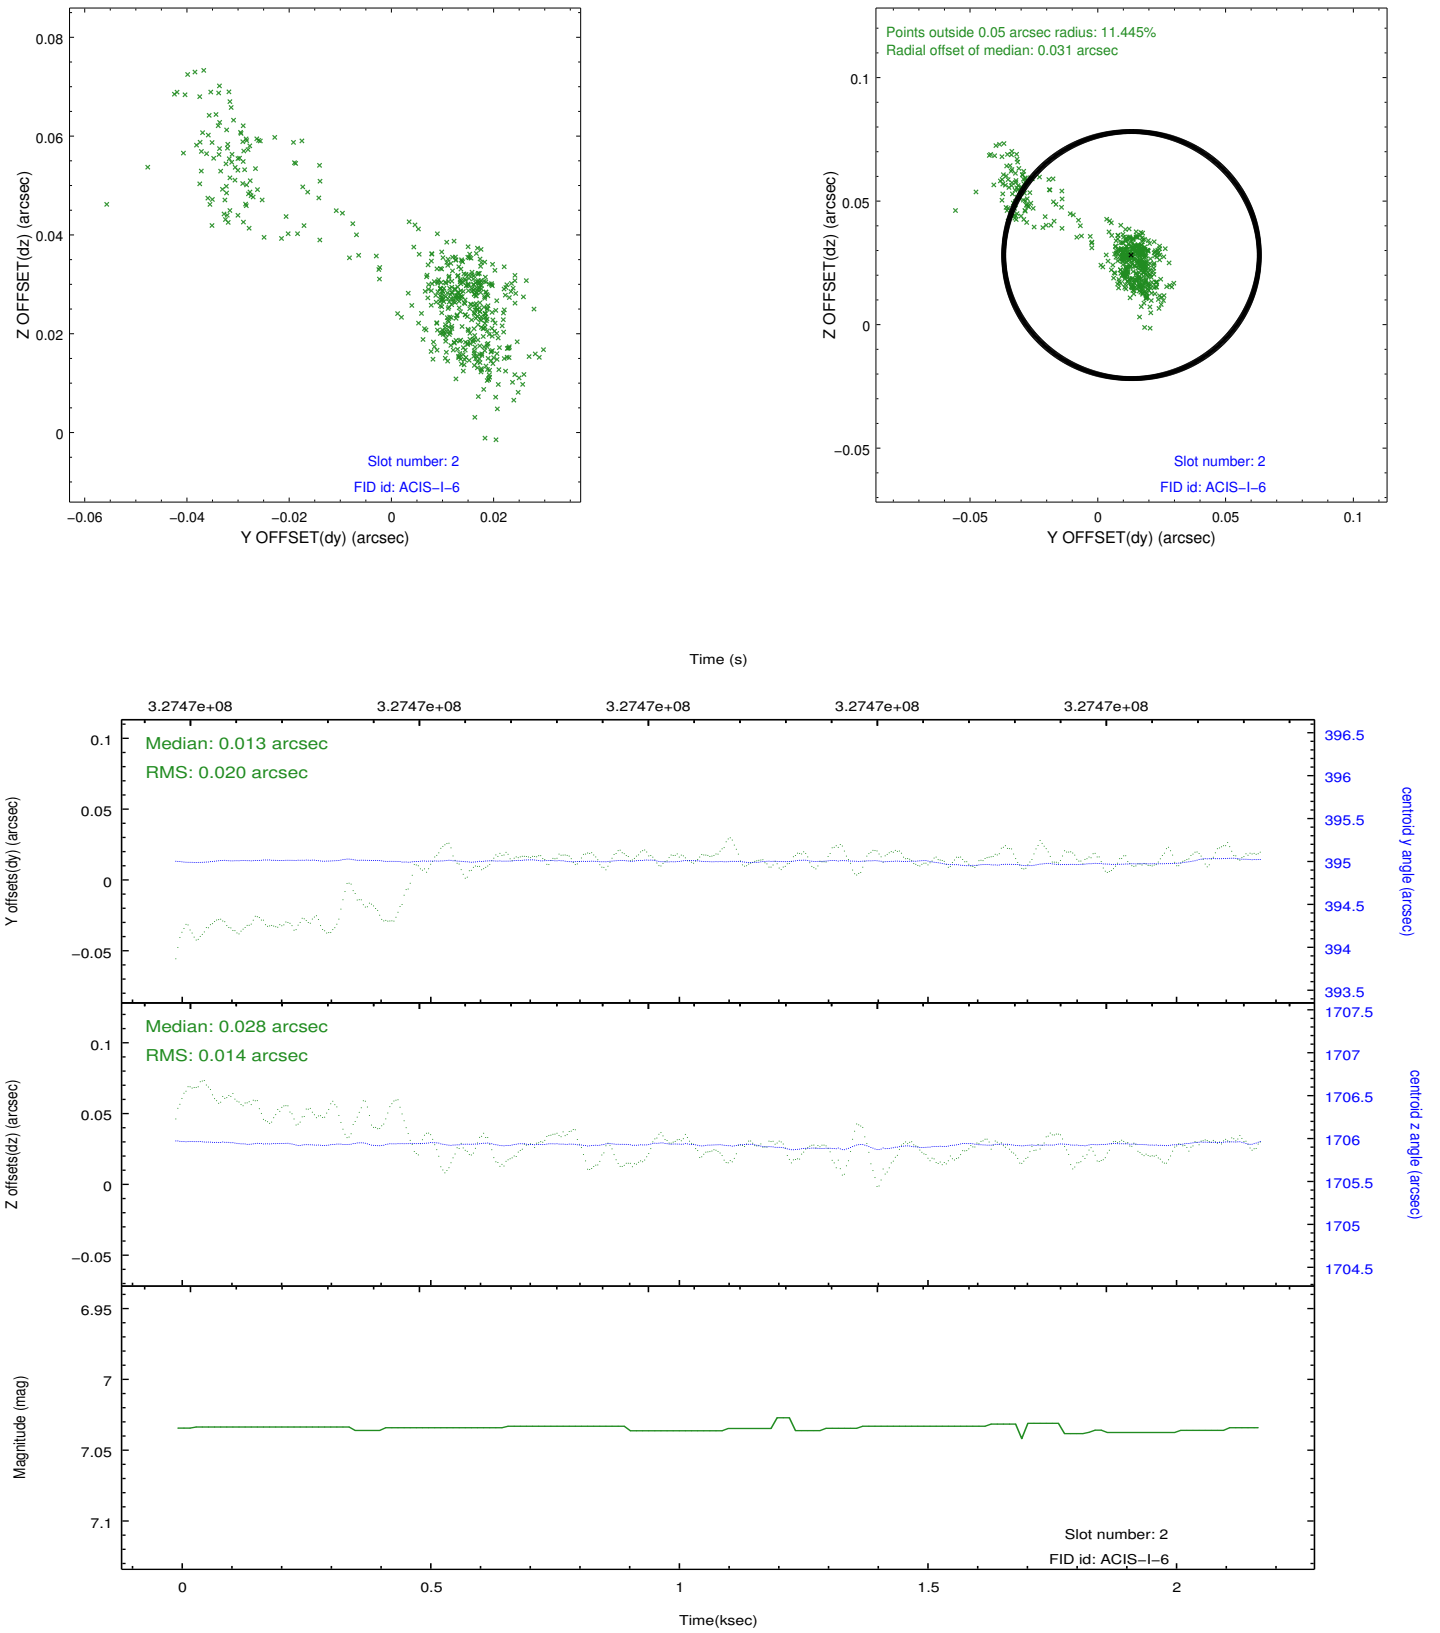 0.08
0.06
0.04
0.02
0
Z OFFSET(dz) (arcsec)
Slot number: 2
FID id: ACIS−I−6
−0.06
−0.04
−0.02
0
0.02
Y OFFSET(dy) (arcsec)
Points outside 0.05 arcsec radius: 11.445%
Radial offset of median: 0.031 arcsec
0.1
0.05
0
−0.05
Z OFFSET(dz) (arcsec)
Slot number: 2
FID id: ACIS−I−6
−0.05
0
0.05
0.1
Y OFFSET(dy) (arcsec)
Time (s)
3.2747e+08
3.2747e+08
3.2747e+08
3.2747e+08
3.2747e+08
Median: 0.013 arcsec
RMS: 0.020 arcsec
0.1
0.05
0
−0.05
Y offsets(dy) (arcsec)
396.5
396
395.5
395
394.5
394
393.5
centroid y angle (arcsec)
Median: 0.028 arcsec
RMS: 0.014 arcsec
0.1
0.05
0
−0.05
Z offsets(dz) (arcsec)
1707.5
1707
1706.5
1706
1705.5
1705
1704.5
centroid z angle (arcsec)
6.95
7
7.05
7.1
Magnitude (mag)
Slot number: 2
FID id: ACIS−I−6
0
0.5
1
1.5
2
Time(ksec)